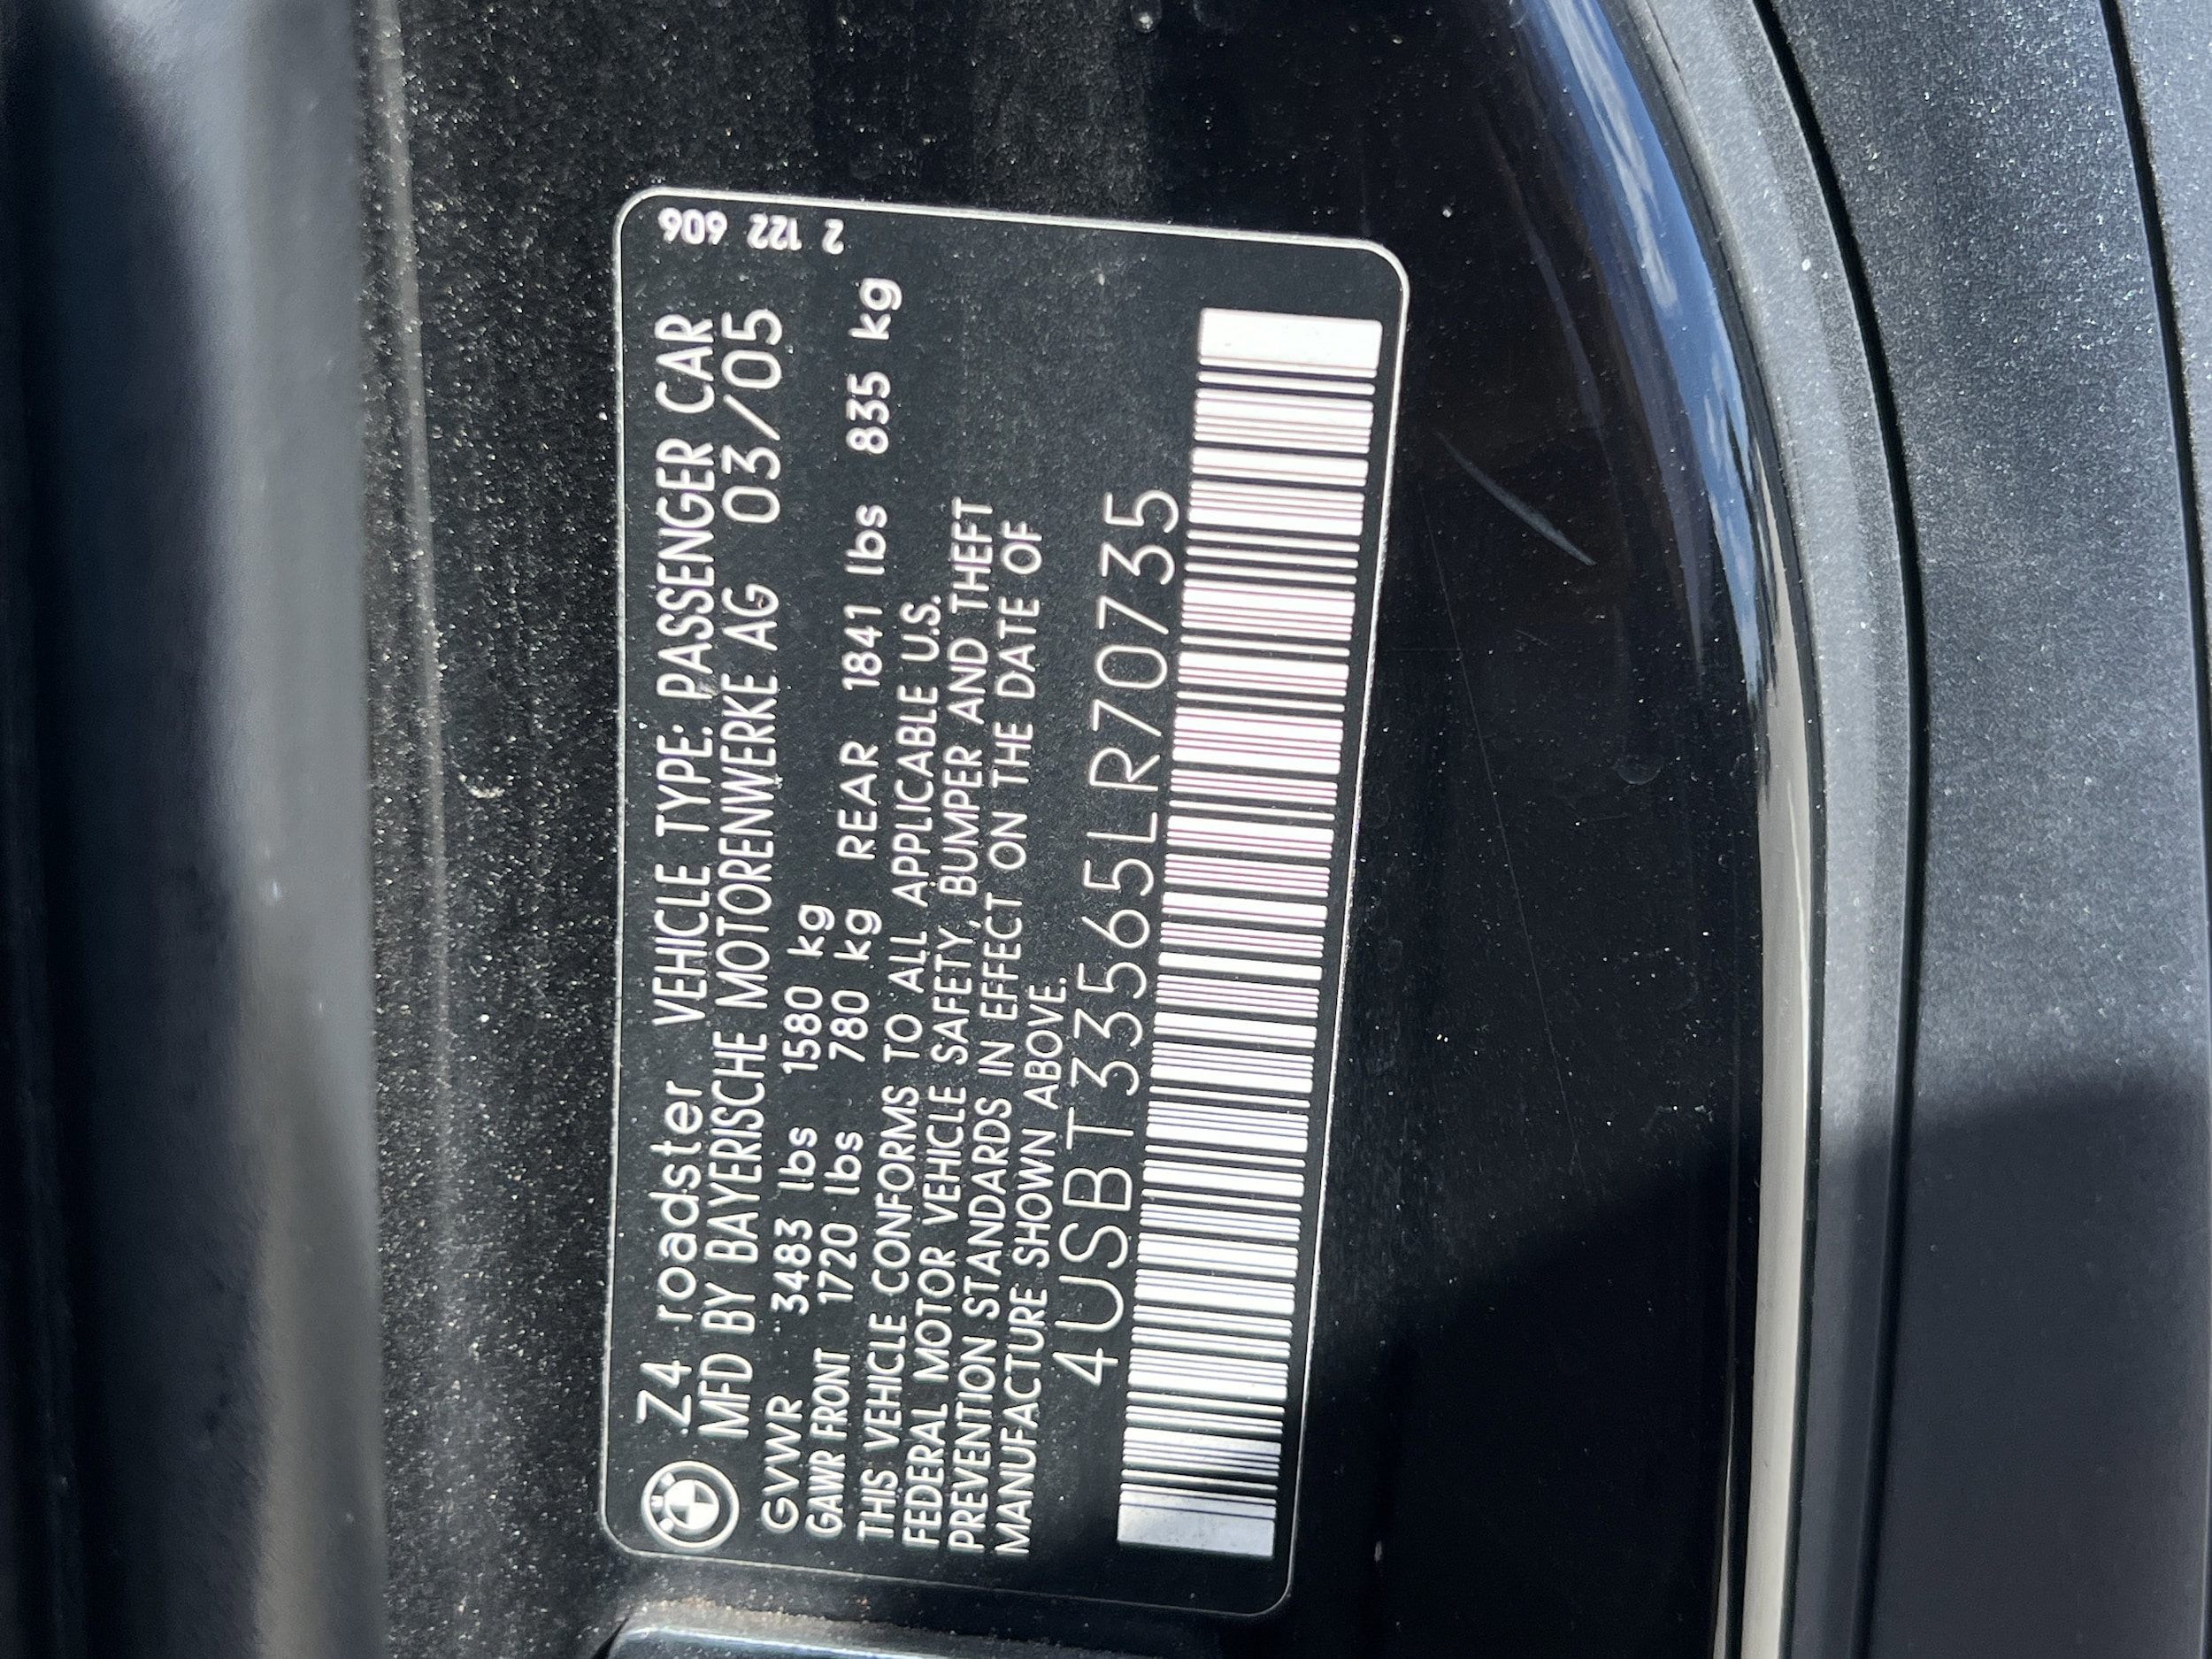 Z4 roadster VEHICLE TYPE: PASSENGER CAR
MFD BY BAYERISCHE MOTORENWERKE AG 03/05
GVWR 3483 lbs 1580 kg
GAWR FRONT 1720 lbs 780 kg REAR 1841 lbs 835 kg
THIS VEHICLE CONFORMS TO ALL APPLICABLE U.S.
FEDERAL MOTOR VEHICLE SAFETY, BUMPER AND THEFT
PREVENTION STANDARDS IN EFFECT ON THE DATE OF
MANUFACTURE SHOWN ABOVE.
4USBT33565LR70735
2 122 606